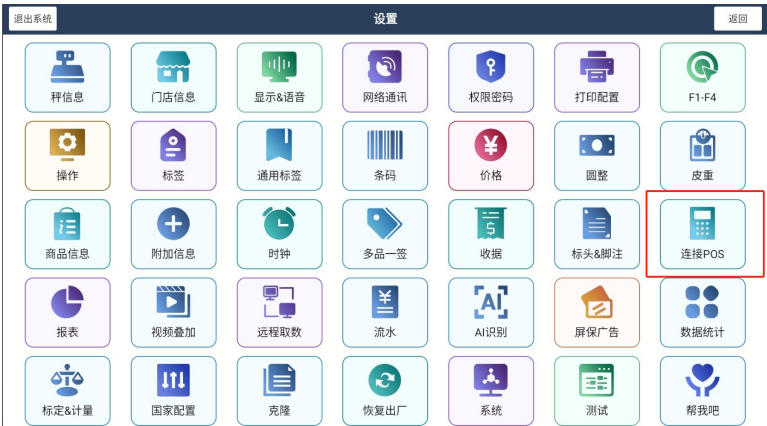 退出系统
设置
返回
秤信息
门店信息
显示&语音
网络通讯
权限密码
打印配置
F1-F4
操作
标签
通用标签
条码
价格
圆整
皮重
商品信息
附加信息
时钟
多品一签
收据
标头&脚注
连接POS
报表
视频叠加
远程取数
流水
AI识别
屏保广告
数据统计
标定&计量
国家配置
克隆
恢复出厂
系统
测试
帮我吧